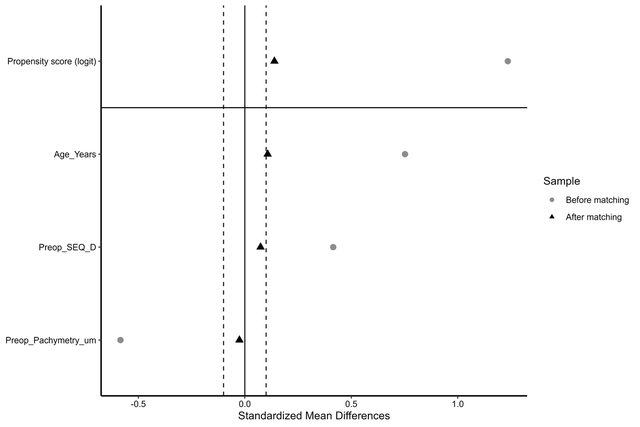 Propensity score (logit)
Age_Years
Preop_SEQ_D
Preop_Pachymetry_um
-0.5
0.0
0.5
1.0
Standardized Mean Differences
Sample
Before matching
After matching